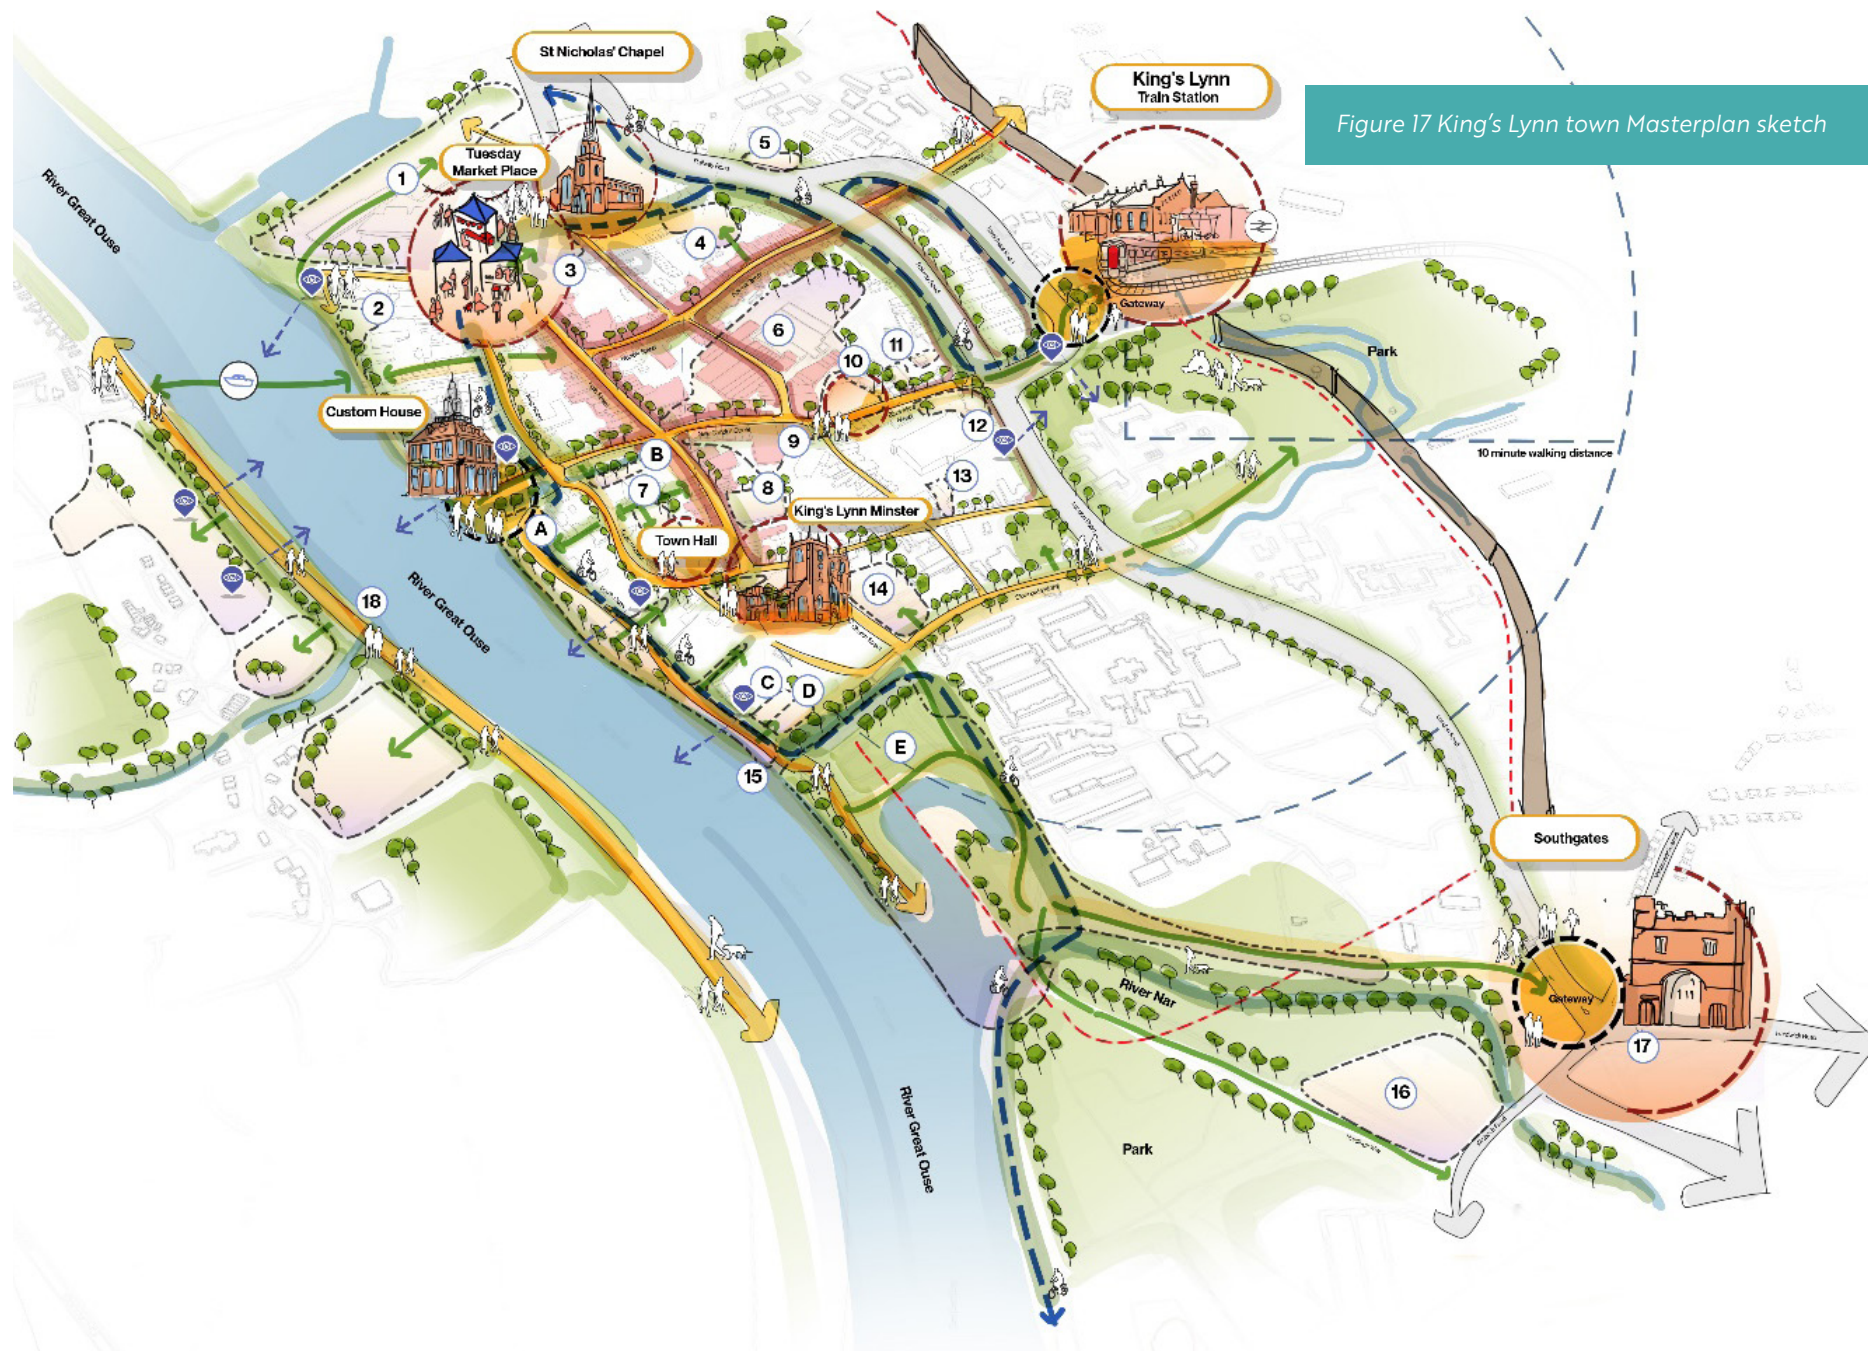 Figure 17 King's Lynn town Masterplan sketch
St Nicholas' Chapel
King's Lynn
Train Station
Tuesday
Market Place
River Great Ouse
1
2
3
4
5
6
10
11
Gateway
Park
Custom House
10 minute walking distance
12
9
B
7
8
13
King's Lynn Minster
A
Town Hall
14
18
River Great Ouse
C
D
E
15
Southgates
River Nar
Gateway
17
16
River Great Ouse
Park